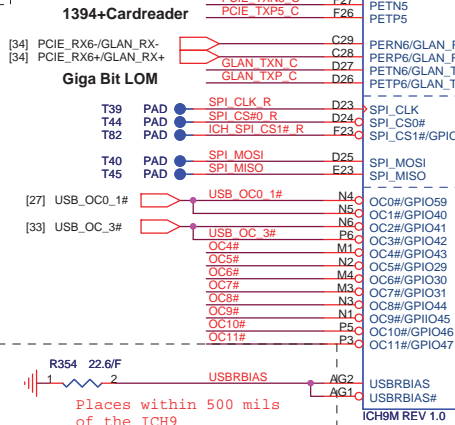 PCIE_TXN5_C F27 PETN5
1394+Cardreader PCIE_TXP5_C F26 PETP5
[34] PCIE_RX6-/GLAN_RX- C29 PERN6/GLAN_
[34] PCIE_RX6+/GLAN_RX+ C28 PERP6/GLAN_
GLAN_TXN_C D27 PETN6/GLAN_T
Giga Bit LOM GLAN_TXP_C D26 PETP6/GLAN_T
T39 PAD SPI_CLK_R D23 SPI_CLK
T44 PAD SPI_CS#0_R D24 SPI_CS0#
T82 PAD ICH_SPI_CS1#_R F23 SPI_CS1#/GPIO
T40 PAD SPI_MOSI D25 SPI_MOSI
T45 PAD SPI_MISO E23 SPI_MISO
[27] USB_OC0_1# USB_OC0_1# N4 OC0#/GPIO59
N5 OC1#/GPIO40
[33] USB_OC_3# N6 OC2#/GPIO41
USB_OC_3# P6 OC3#/GPIO42
OC4# M1 OC4#/GPIO43
OC5# N2 OC5#/GPIO29
OC6# M4 OC6#/GPIO30
OC7# M3 OC7#/GPIO31
OC8# N3 OC8#/GPIO44
OC9# N1 OC9#/GPIIO45
OC10# P5 OC10#/GPIO46
OC11# P3 OC11#/GPIO47
R354 22.6/F
1 2 USBRBIAS AG2 USBRBIAS
AG1 USBRBIAS#
Places within 500 mils
of the ICH9
ICH9M REV 1.0